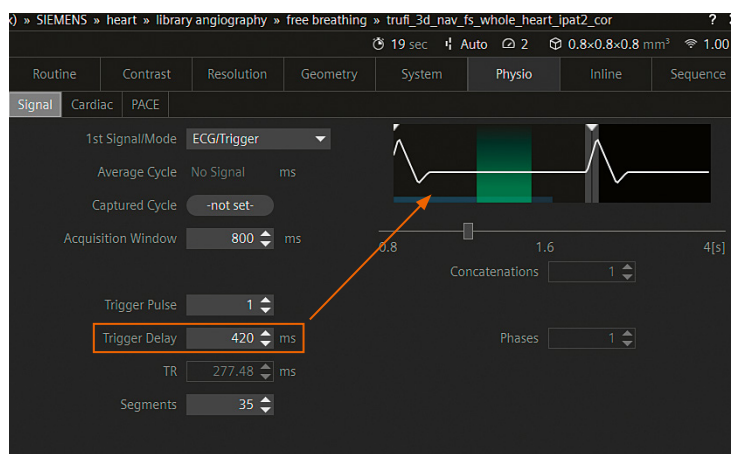 ) » SIEMENS » heart » library angiography » free breathing » trufi_3d_nav_fs_whole_heart_ipat2_cor ?
19 sec Auto 2 0.8×0.8×0.8 mm³ 1.00
Routine Contrast Resolution Geometry System Physio Inline Sequence
Signal Cardiac PACE
1st Signal/Mode ECG/Trigger
Average Cycle No Signal ms
Captured Cycle -not set-
Acquisition Window 800 ms
0.8 1.6 4[s]
Concatenations 1
Trigger Pulse 1
Trigger Delay 420 ms
Phases 1
TR 277.48 ms
Segments 35